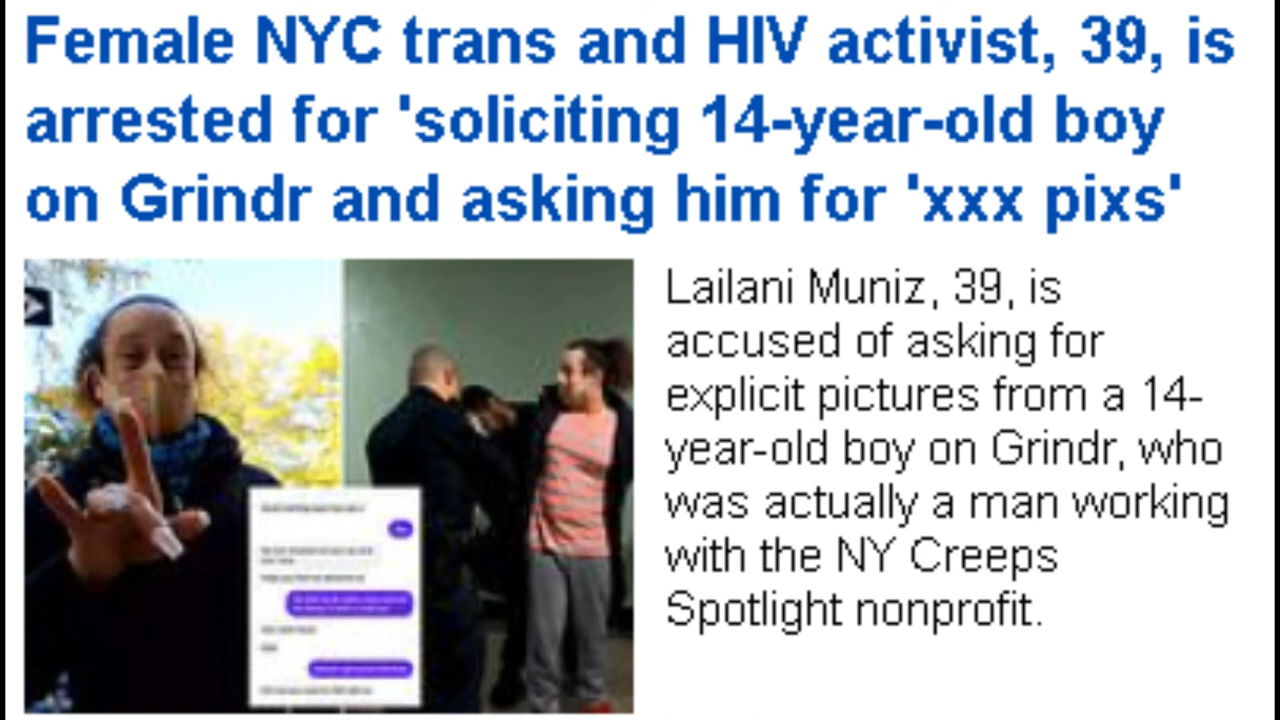 Female NYC trans and HIV activist, 39, is
arrested for 'soliciting 14-year-old boy
on Grindr and asking him for 'xxx pixs'
Lailani Muniz, 39, is
accused of asking for
explicit pictures from a 14-
year-old boy on Grindr, who
was actually a man working
with the NY Creeps
Spotlight nonprofit.